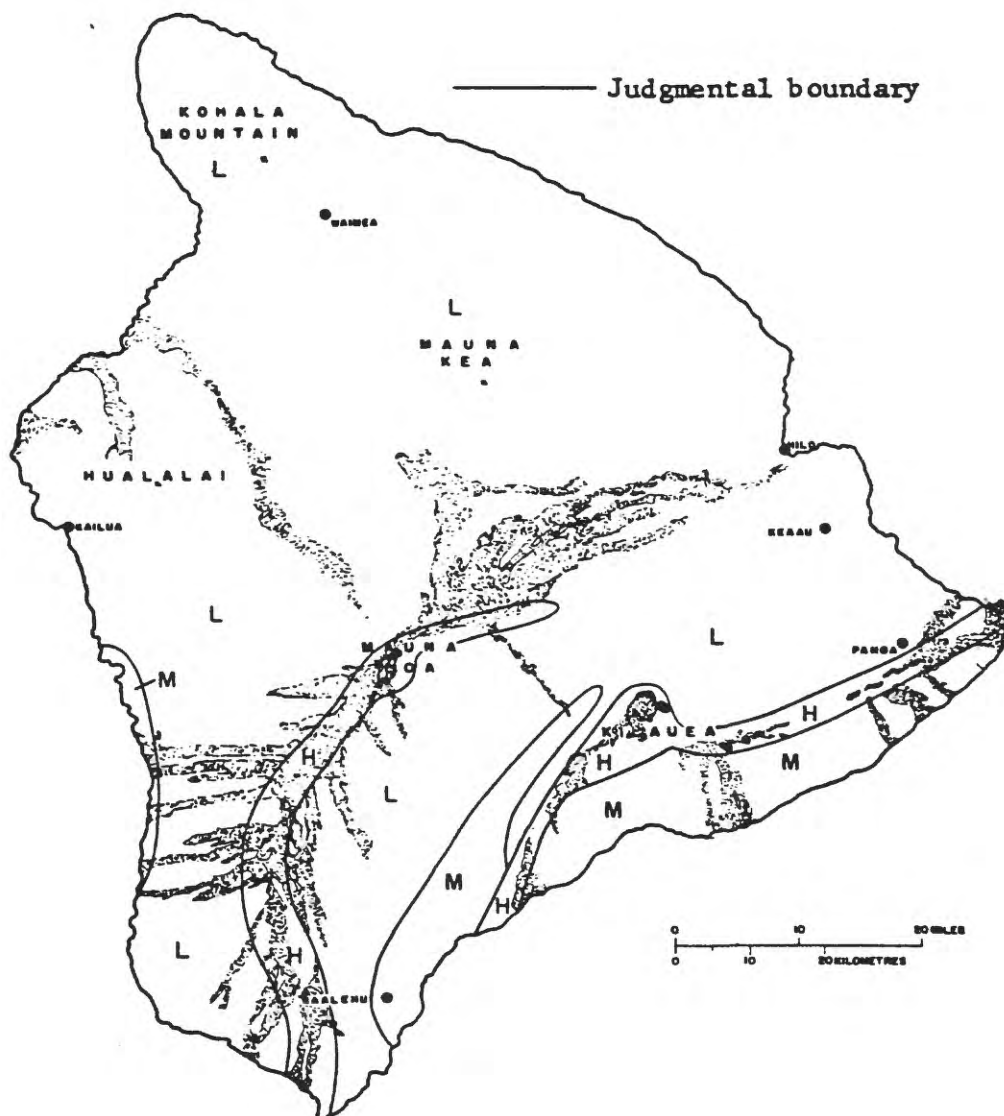 Judgmental boundary
KOHALA
MOUNTAIN
L
WAIMEA
L
MAUNA
KEA
HILO
HUALALAI
KAILUA
KEAAU
L
L
MAUNA
LOA
PAHOA
M
H
H
H
M
L
M
M
H
L
H
0 10 20 MILES
0 10 20 KILOMETRES